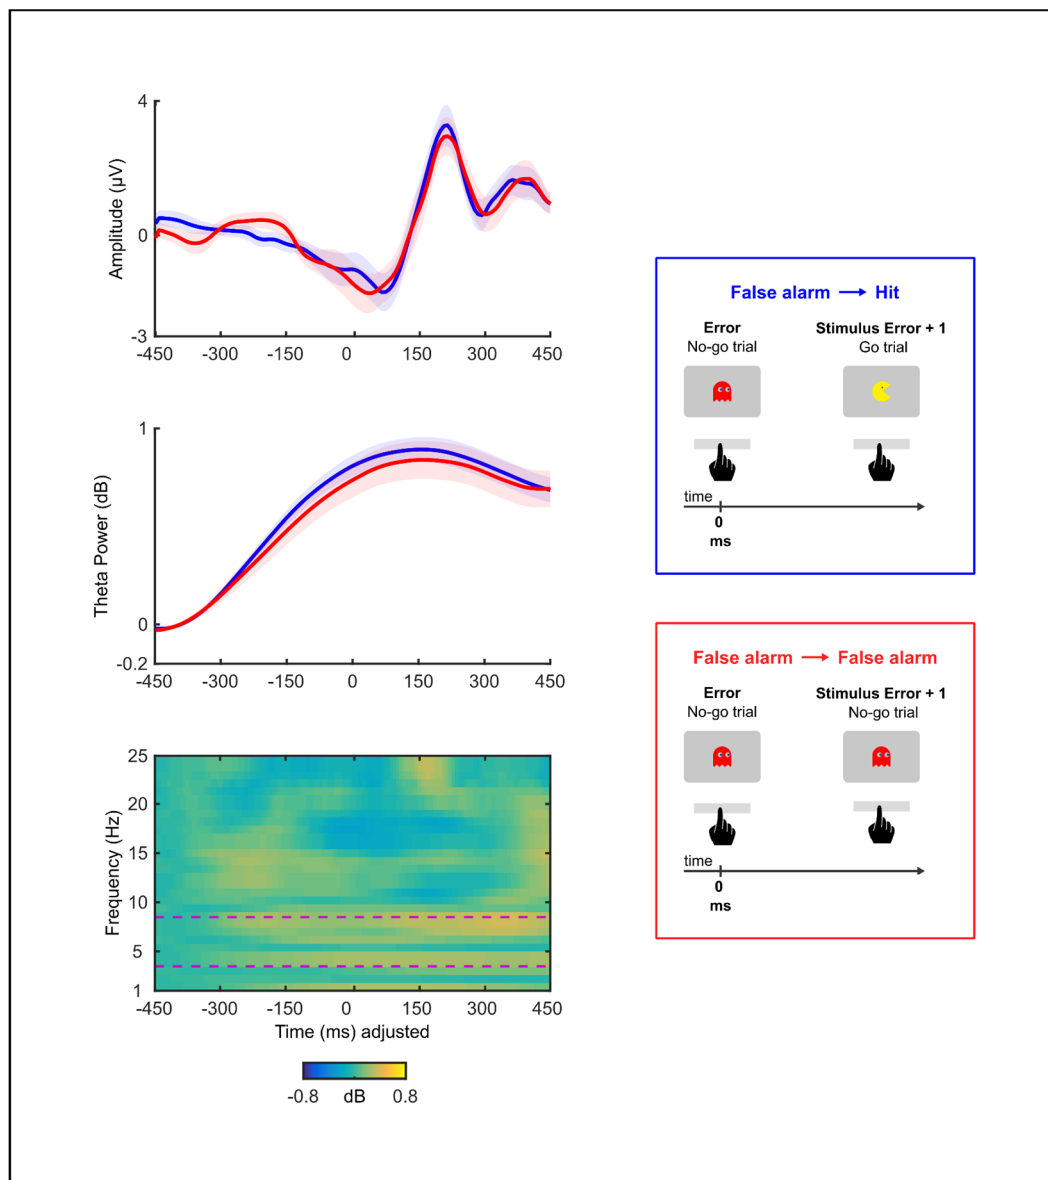 4
0
-3
Amplitude (µV)
-450 -300 -150 0 150 300 450
1
0
-0.2
Theta Power (dB)
-450 -300 -150 0 150 300 450
25
20
15
10
5
1
Frequency (Hz)
-450 -300 -150 0 150 300 450
Time (ms) adjusted
-0.8 dB 0.8
False alarm → Hit
Error
No-go trial
Stimulus Error + 1
Go trial
time
0
ms
False alarm → False alarm
Error
No-go trial
Stimulus Error + 1
No-go trial
time
0
ms